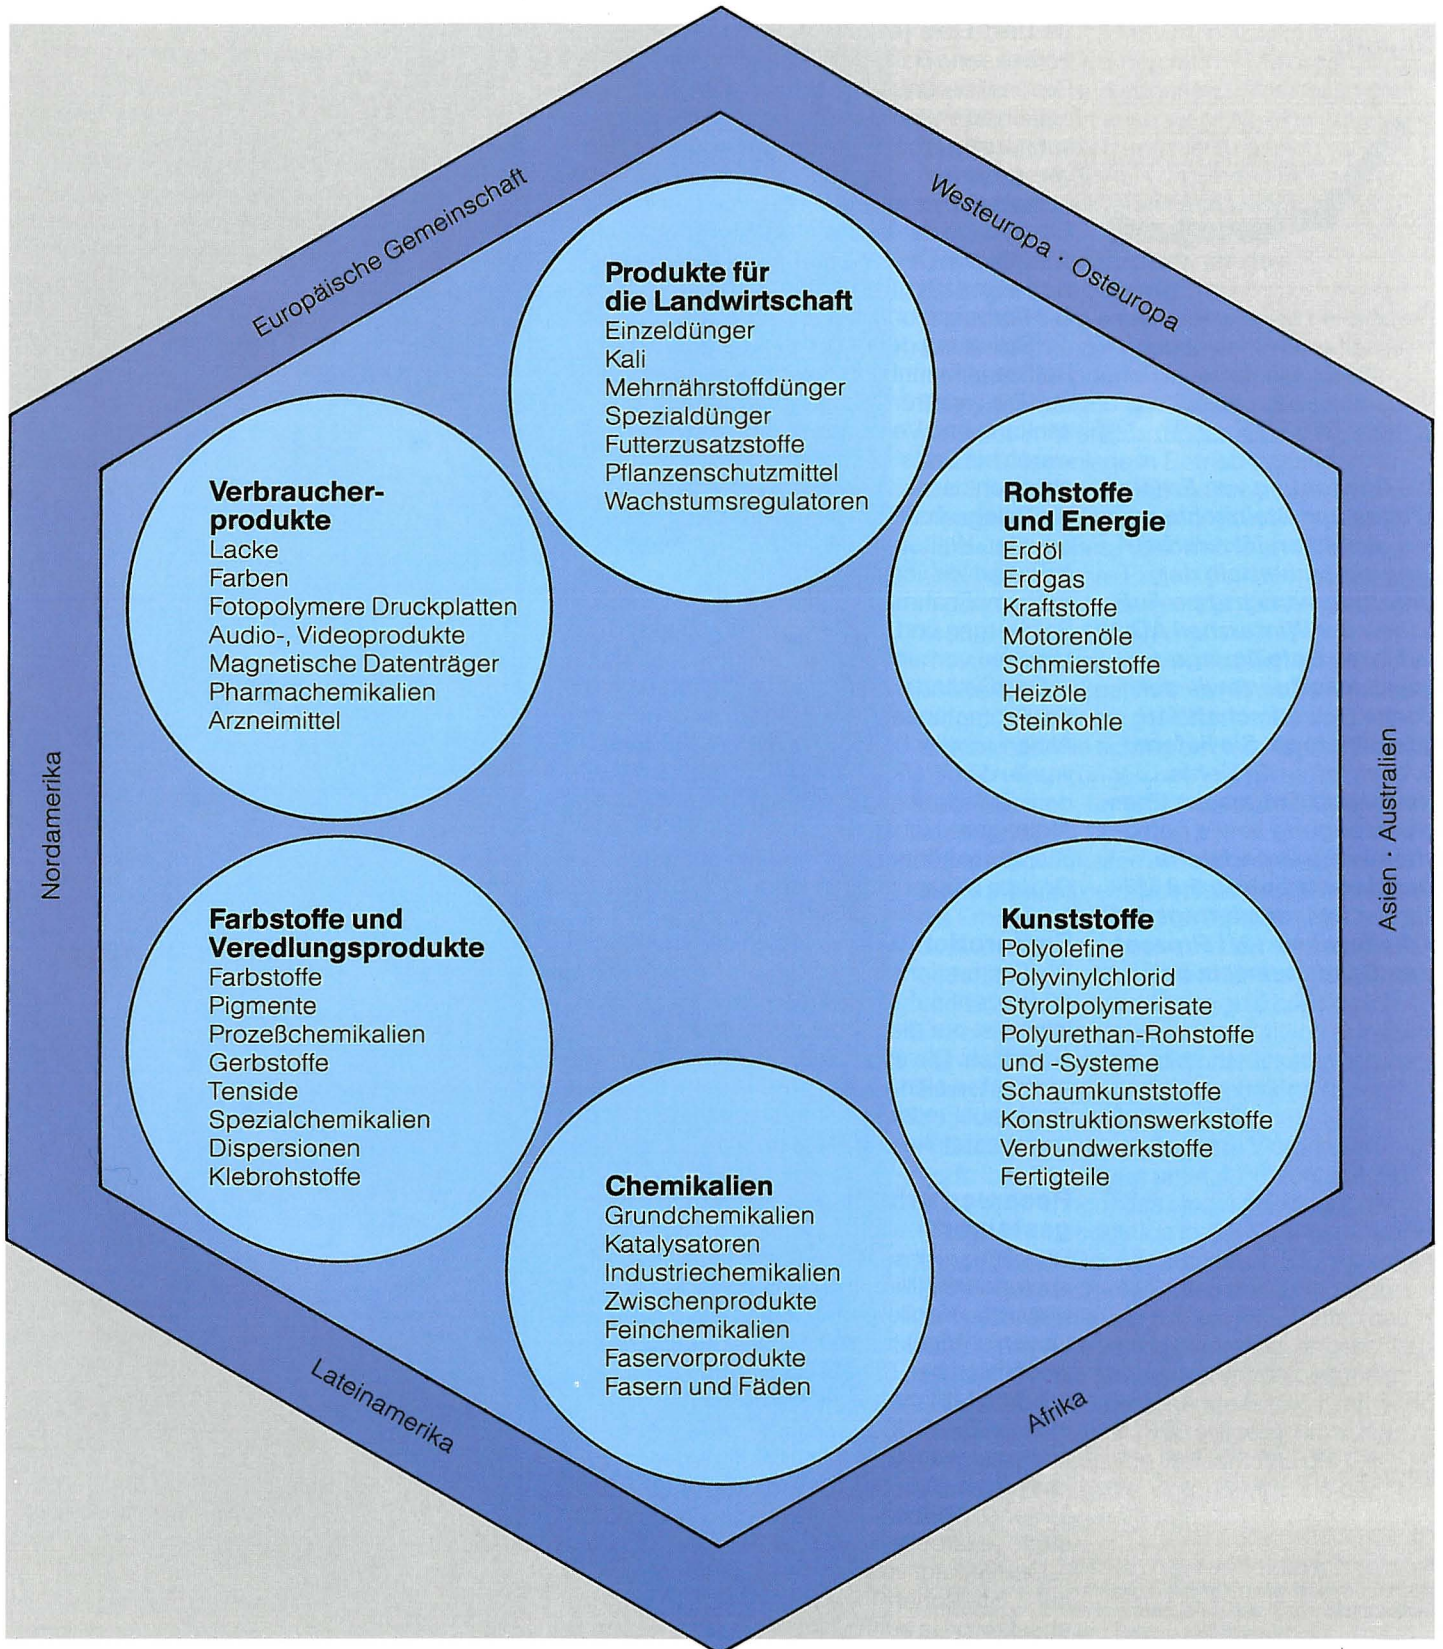 Europäische Gemeinschaft
Westeuropa · Osteuropa
Produkte für
die Landwirtschaft
Einzeldünger
Kali
Mehrnährstoffdünger
Spezialdünger
Futterzusatzstoffe
Pflanzenschutzmittel
Wachstumsregulatoren
Verbraucher-
produkte
Lacke
Farben
Fotopolymere Druckplatten
Audio-, Videoprodukte
Magnetische Datenträger
Pharmachemikalien
Arzneimittel
Rohstoffe
und Energie
Erdöl
Erdgas
Kraftstoffe
Motorenöle
Schmierstoffe
Heizöle
Steinkohle
Nordamerika
Asien · Australien
Farbstoffe und
Veredlungsprodukte
Farbstoffe
Pigmente
Prozeßchemikalien
Gerbstoffe
Tenside
Spezialchemikalien
Dispersionen
Klebrohstoffe
Kunststoffe
Polyolefine
Polyvinylchlorid
Styrolpolymerisate
Polyurethan-Rohstoffe
und -Systeme
Schaumkunststoffe
Konstruktionswerkstoffe
Verbundwerkstoffe
Fertigteile
Chemikalien
Grundchemikalien
Katalysatoren
Industriechemikalien
Zwischenprodukte
Feinchemikalien
Faservorprodukte
Fasern und Fäden
Lateinamerika
Afrika